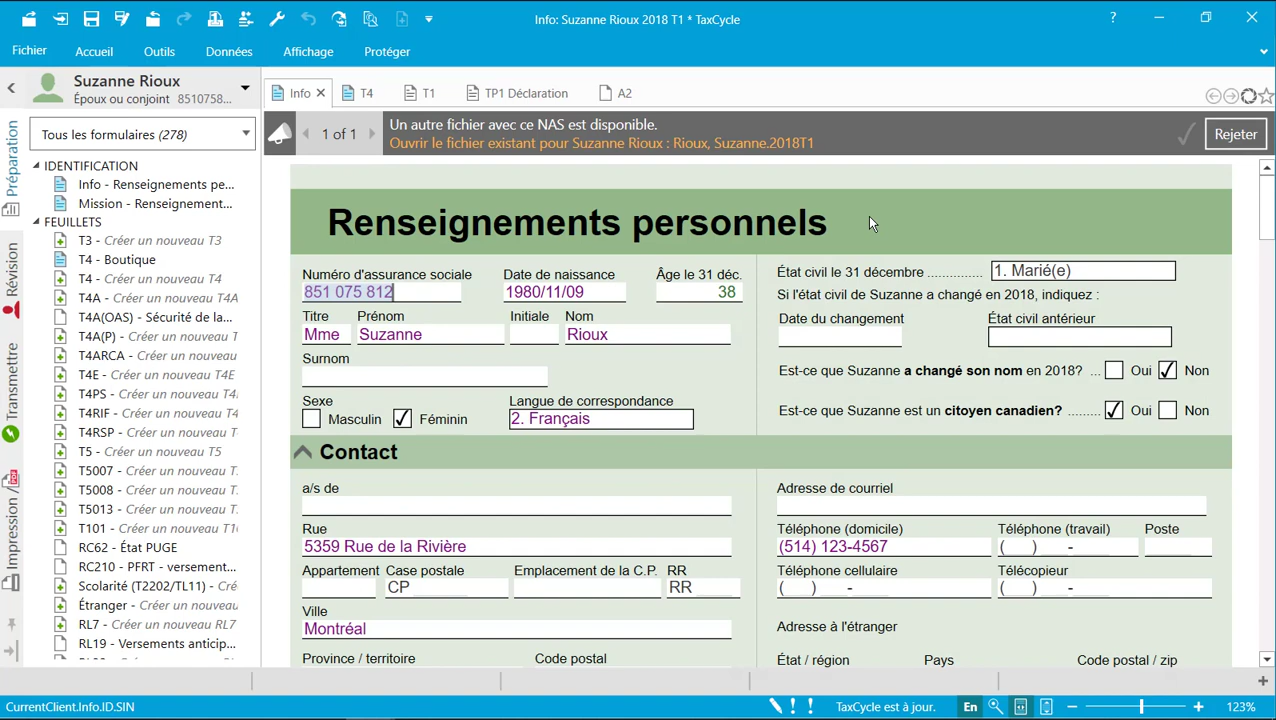 Info: Suzanne Rioux 2018 T1 * TaxCycle
?
Fichier Accueil Outils Données Affichage Protéger
Suzanne Rioux
Époux ou conjoint 8510758...
Tous les formulaires (278)
Préparation
Révision
Transmettre
Impression /
IDENTIFICATION
Info - Renseignements pe...
Mission - Renseignement...
FEUILLETS
T3 - Créer un nouveau T3
T4 - Boutique
T4 - Créer un nouveau T4
T4A - Créer un nouveau T4A
T4A(OAS) - Sécurité de la...
T4A(P) - Créer un nouveau
T4ARCA - Créer un nouveau
T4E - Créer un nouveau T4E
T4PS - Créer un nouveau
T4RIF - Créer un nouveau
T4RSP - Créer un nouveau
T5 - Créer un nouveau T5
T5007 - Créer un nouveau
T5008 - Créer un nouveau
T5013 - Créer un nouveau
T101 - Créer un nouveau
RC62 - État PUGE
RC210 - PFRT - versement...
Scolarité (T2202/TL11) - Créer
Étranger - Créer un nouveau
RL7 - Créer un nouveau RL7
RL19 - Versements anticip...
Info T4 T1 TP1 Déclaration A2
1 of 1
Un autre fichier avec ce NAS est disponible.
Ouvrir le fichier existant pour Suzanne Rioux : Rioux, Suzanne.2018T1
Rejeter
Renseignements personnels
Numéro d'assurance sociale Date de naissance Âge le 31 déc.
851 075 812 1980/11/09 38
Titre Prénom Initiale Nom
Mme Suzanne Rioux
Surnom
Sexe Langue de correspondance
Masculin Féminin 2. Français
État civil le 31 décembre .............. 1. Marié(e)
Si l'état civil de Suzanne a changé en 2018, indiquez :
Date du changement État civil antérieur
Est-ce que Suzanne a changé son nom en 2018? ... Oui Non
Est-ce que Suzanne est un citoyen canadien? ......... Oui Non
Contact
a/s de
Rue
5359 Rue de la Rivière
Appartement Case postale Emplacement de la C.P. RR
CP RR
Ville
Montréal
Province / territoire Code postal
Adresse de courriel
Téléphone (domicile) Téléphone (travail) Poste
(514) 123-4567 (___) ___-____
Téléphone cellulaire Télécopieur
(___) ___-____ (___) ___-____
Adresse à l'étranger
État / région Pays Code postal / zip
CurrentClient.Info.ID.SIN
TaxCycle est à jour. En 123%